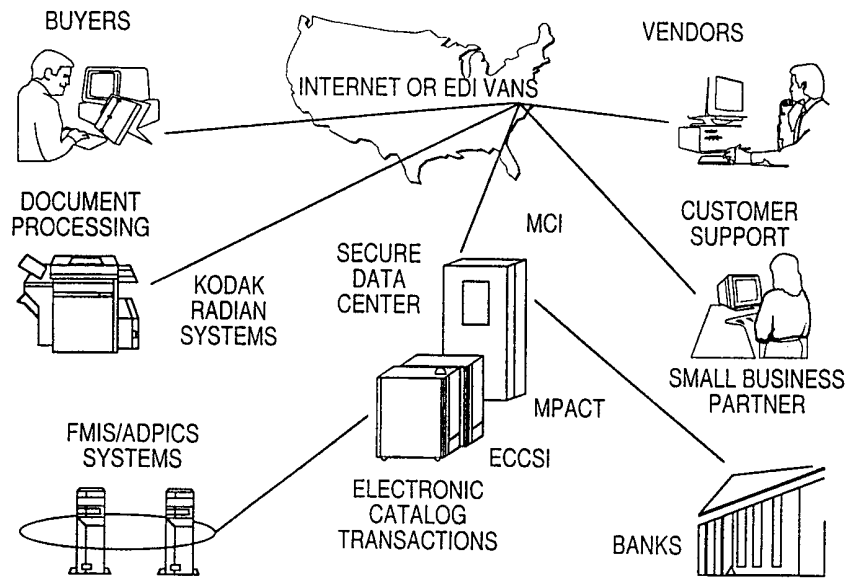 BUYERS
VENDORS
INTERNET OR EDI VANS
DOCUMENT
PROCESSING
MCI
CUSTOMER
SUPPORT
SECURE
DATA
CENTER
KODAK
RADIAN
SYSTEMS
SMALL BUSINESS
PARTNER
MPACT
FMIS/ADPICS
SYSTEMS
ECCSI
ELECTRONIC
CATALOG
TRANSACTIONS
BANKS